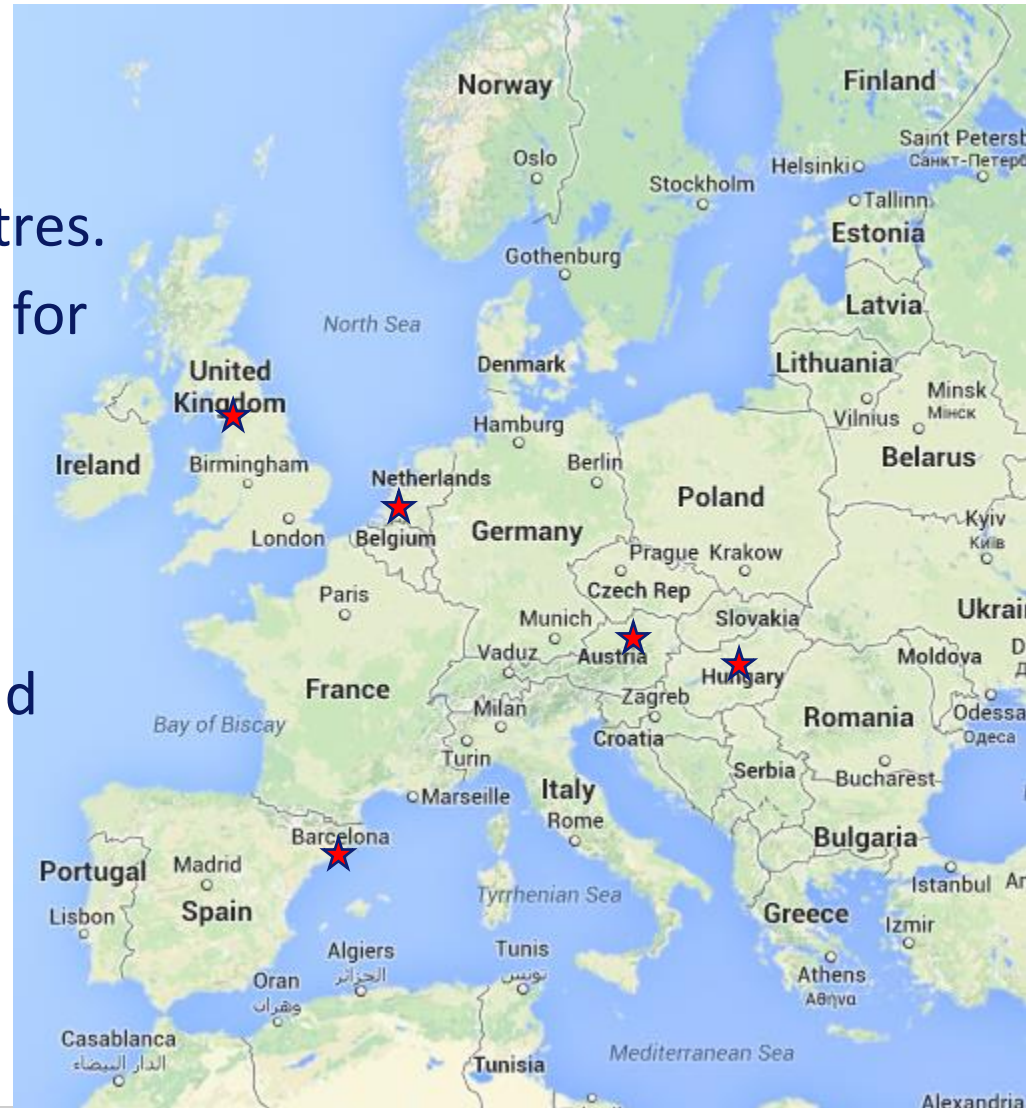 Norway
Finland
Saint Petersb
Санкт-Петерб
Oslo
Helsinki
Stockholm
Tallinn
tres.
Estonia
Gothenburg
for
Latvia
North Sea
Denmark
Lithuania
United
Kingdom
Minsk
Мінск
Vilnius
Hamburg
Ireland
Birmingham
Berlin
Belarus
Netherlands
Poland
London
Belgium
Germany
Kyiv
Київ
Prague
Krakow
Czech Rep
Paris
Munich
Slovakia
Ukrai
Vaduz
Austria
Hungary
Moldova
D
Д
d
France
Zagreb
Bay of Biscay
Milan
Romania
Odessa
Одеса
Croatia
Turin
Serbia
Bucharest
Marseille
Italy
Rome
Barcelona
Bulgaria
Portugal
Madrid
Istanbul
Ar
Tyrrhenian Sea
Lisbon
Spain
Greece
Izmir
Algiers
الجزائر
Tunis
تونس
Oran
وهران
Athens
Αθήνα
Casablanca
الدار البيضاء
Tunisia
Mediterranean Sea
Alexandria